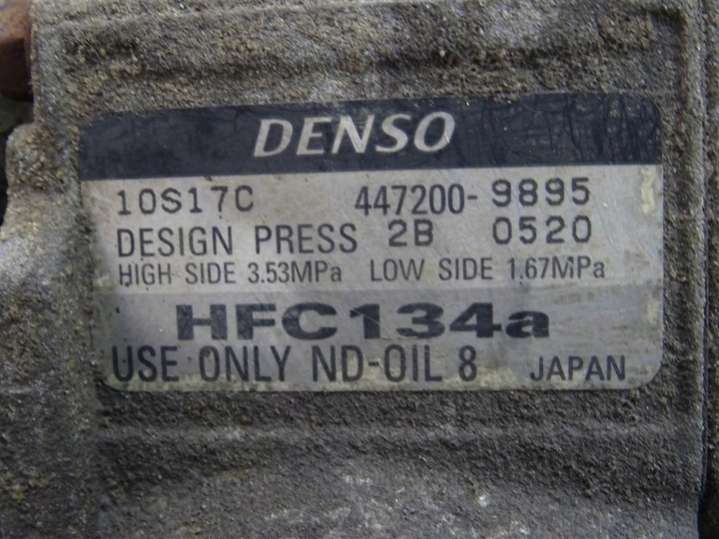 DENSO
10S17C 447200-9895
DESIGN PRESS 2B 0520
HIGH SIDE 3.53MPa LOW SIDE 1.67MPa
HFC134a
USE ONLY ND-OIL 8 JAPAN